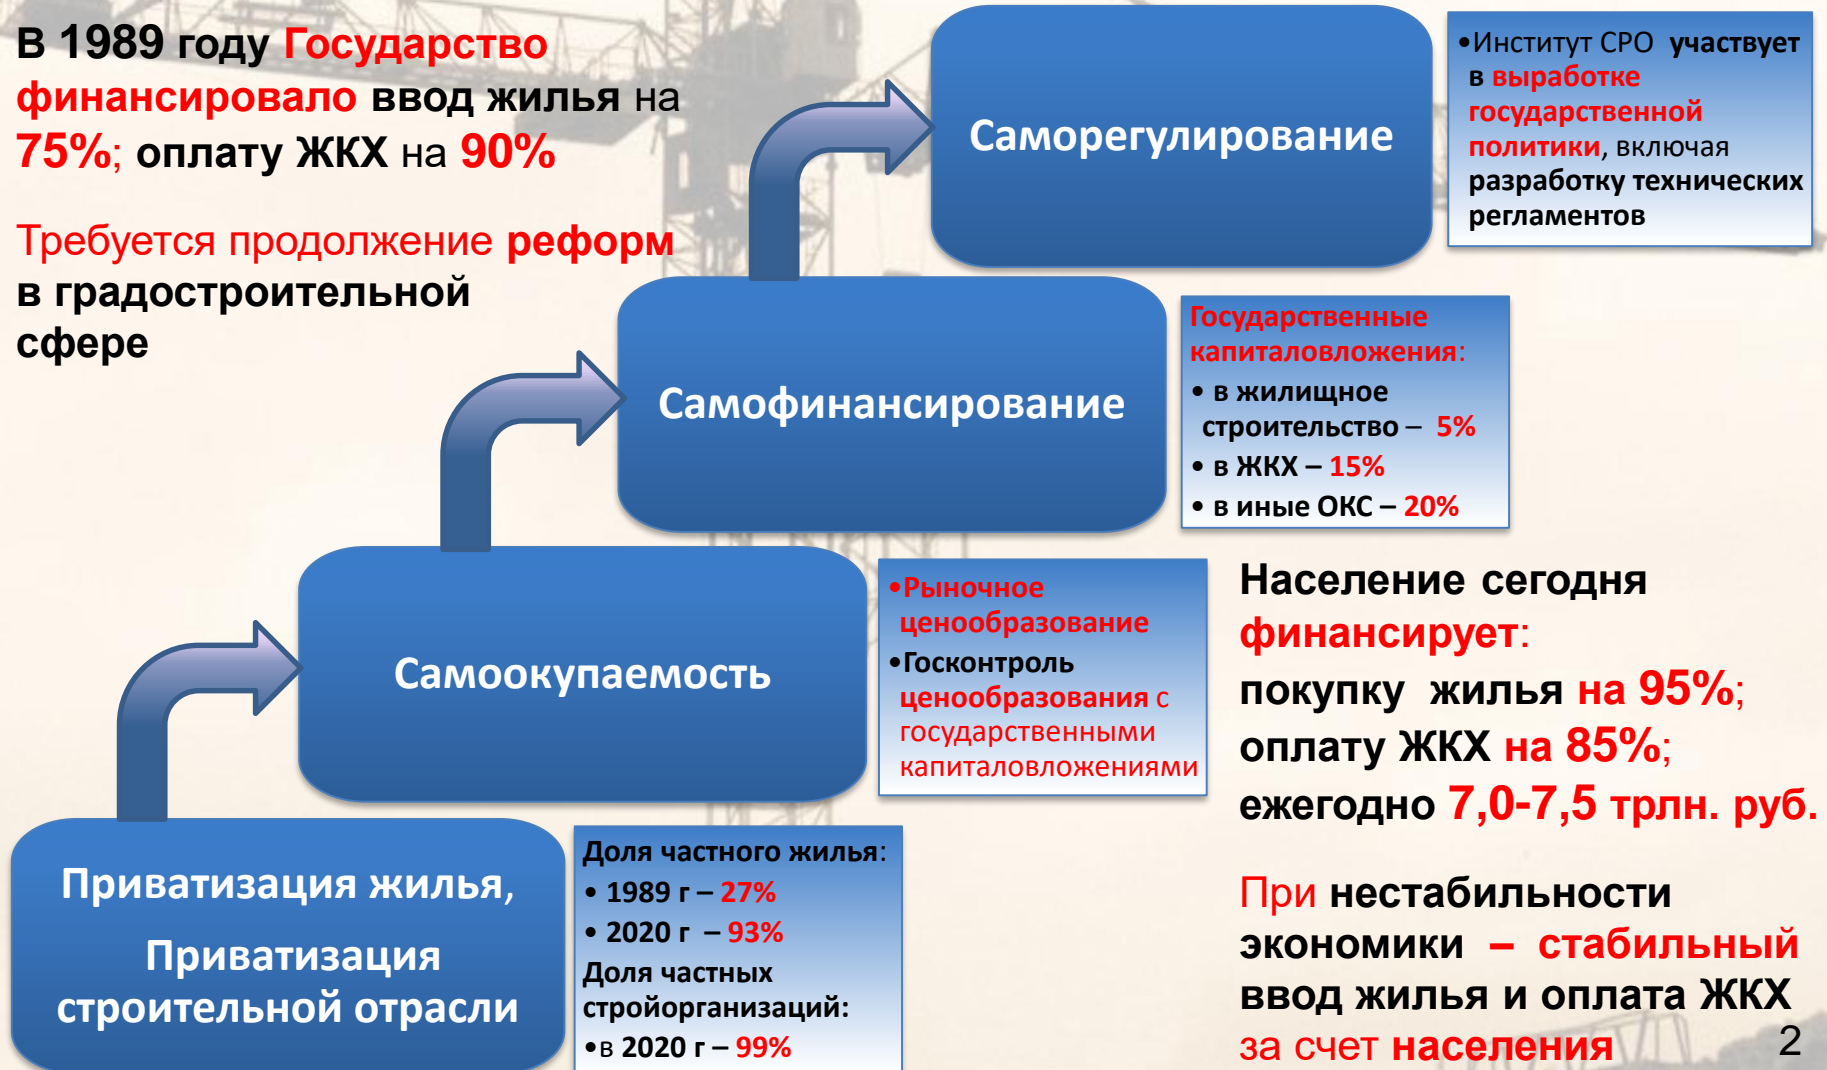 В 1989 году Государство
финансировало ввод жилья на
75%; оплату ЖКХ на 90%
Требуется продолжение реформ
в градостроительной
сфере
Саморегулирование
•Институт СРО участвует
в выработке
государственной
политики, включая
разработку технических
регламентов
Самофинансирование
Государственные
капиталовложения:
• в жилищное
строительство – 5%
• в ЖКХ – 15%
• в иные ОКС – 20%
Самоокупаемость
•Рыночное
ценообразование
•Госконтроль
ценообразования с
государственными
капиталовложениями
Население сегодня
финансирует:
покупку жилья на 95%;
оплату ЖКХ на 85%;
ежегодно 7,0-7,5 трлн. руб.
Приватизация жилья,
Приватизация
строительной отрасли
Доля частного жилья:
• 1989 г – 27%
• 2020 г – 93%
Доля частных
стройорганизаций:
•в 2020 г – 99%
При нестабильности
экономики – стабильный
ввод жилья и оплата ЖКХ
за счет населения
2